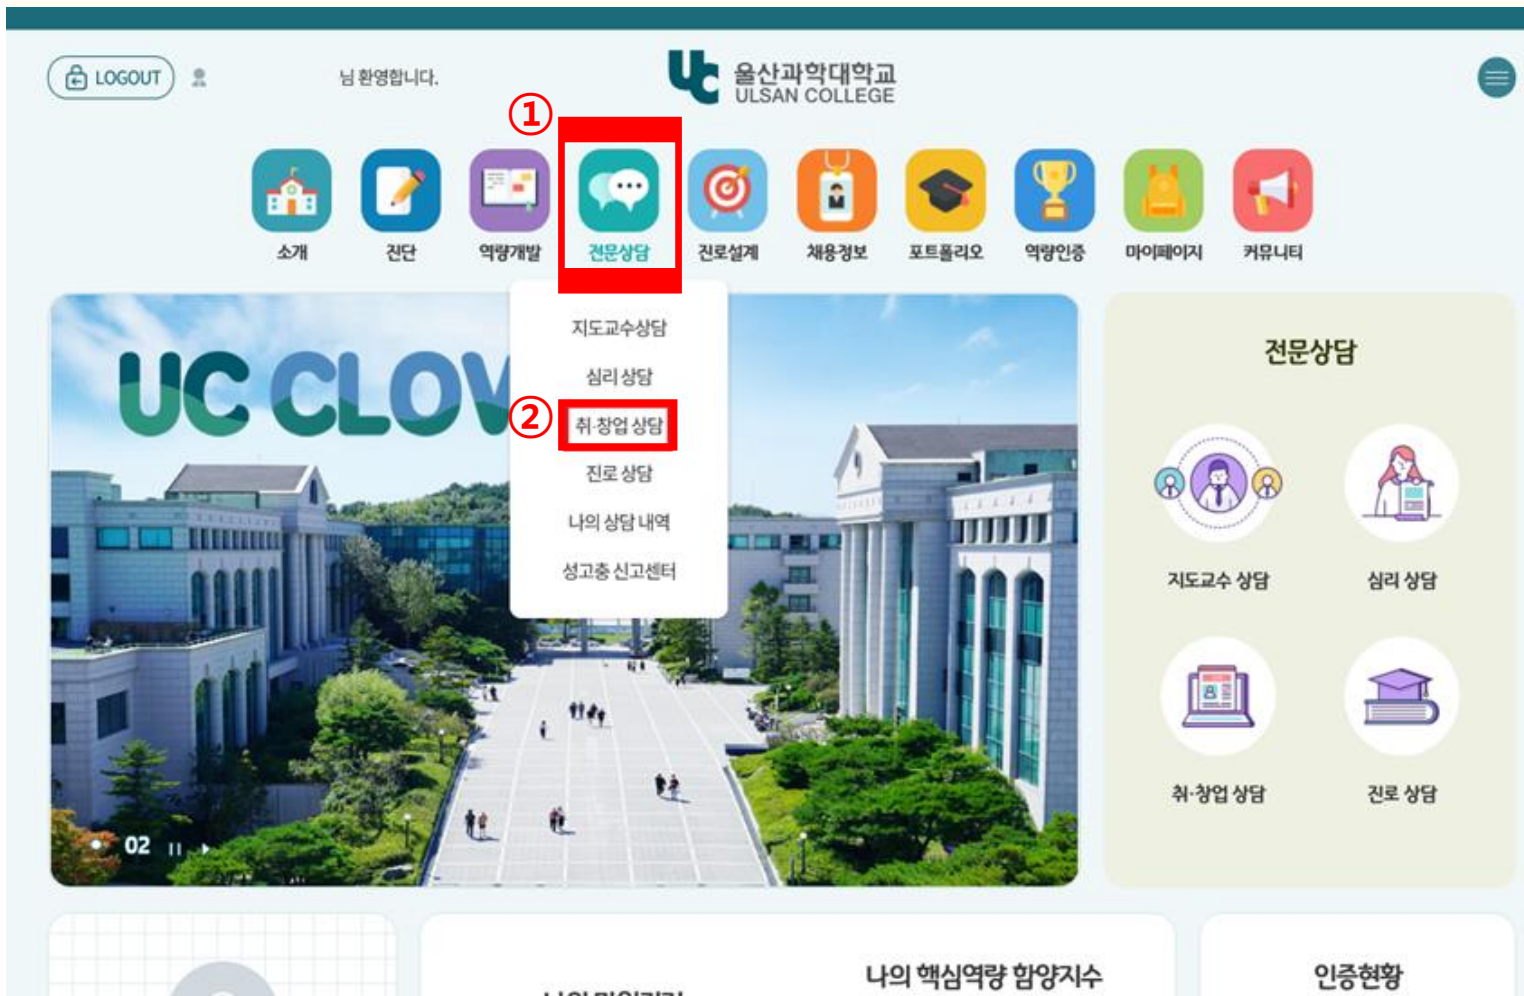 LOGOUT
님 환영합니다.
UC
울산과학대학교
ULSAN COLLEGE
①
소개
진단
역량개발
전문상담
진로설계
채용정보
포트폴리오
역량인증
마이페이지
커뮤니티
지도교수상담
심리 상담
②
취·창업 상담
진로 상담
나의 상담 내역
성고충 신고센터
UC CLOV
02
전문상담
지도교수 상담
심리 상담
취·창업 상담
진로 상담
나의 핵심역량 함양지수
인증현황